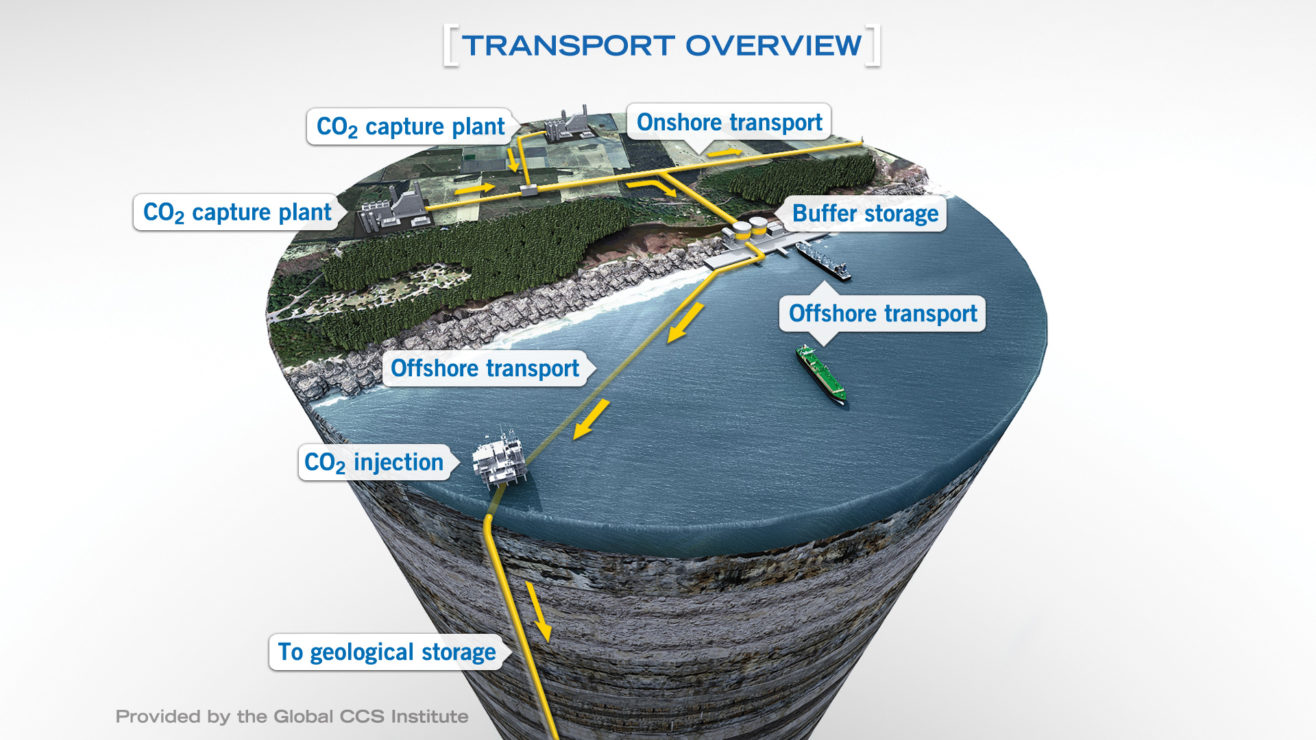 [TRANSPORT OVERVIEW]
CO₂ capture plant
Onshore transport
CO₂ capture plant
Buffer storage
Offshore transport
Offshore transport
CO₂ injection
To geological storage
Provided by the Global CCS Institute